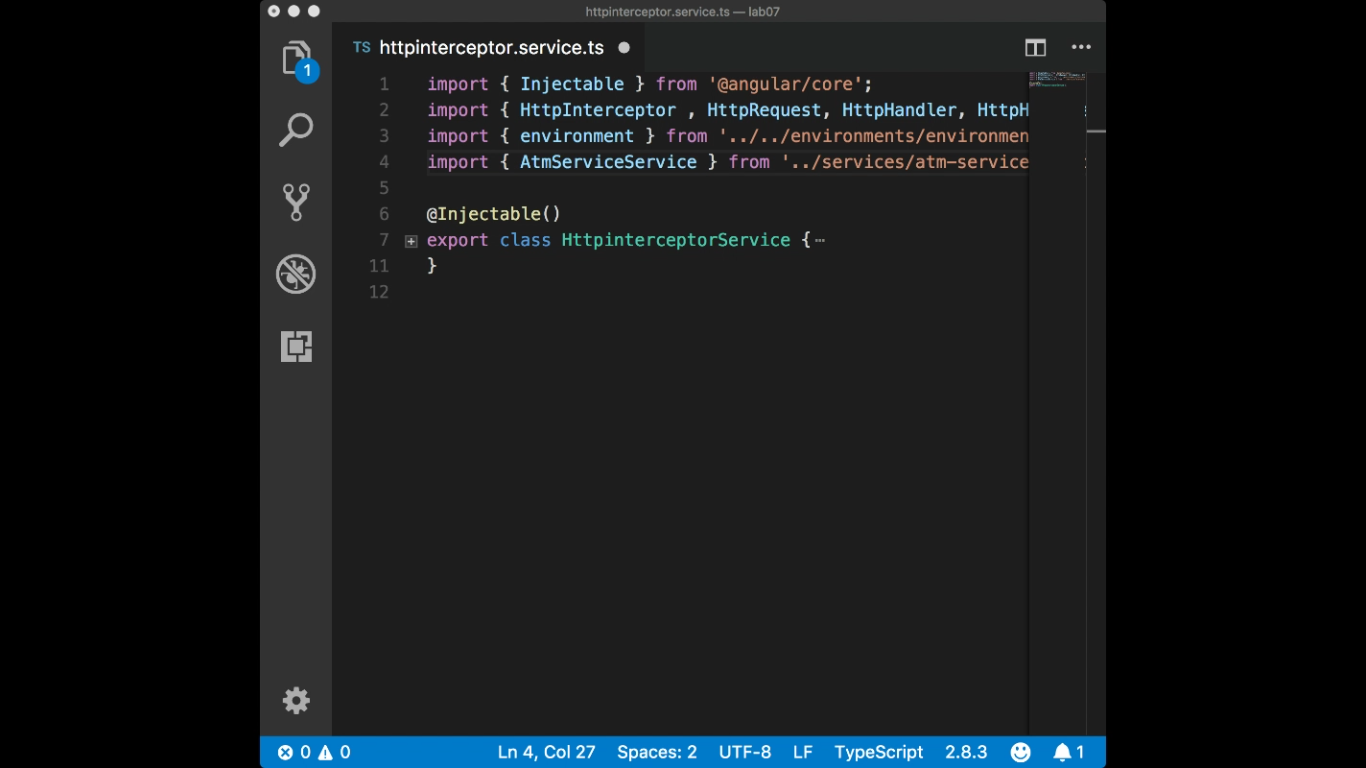 httpinterceptor.service.ts — lab07
TS httpinterceptor.service.ts
1
1 import { Injectable } from '@angular/core';
2 import { HttpInterceptor , HttpRequest, HttpHandler, HttpH
3 import { environment } from '../../environments/environmen
4 import { AtmServiceService } from '../services/atm-service
5
6 @Injectable()
7 export class HttpinterceptorService {
11 }
12
0 0 Ln 4, Col 27 Spaces: 2 UTF-8 LF TypeScript 2.8.3 1